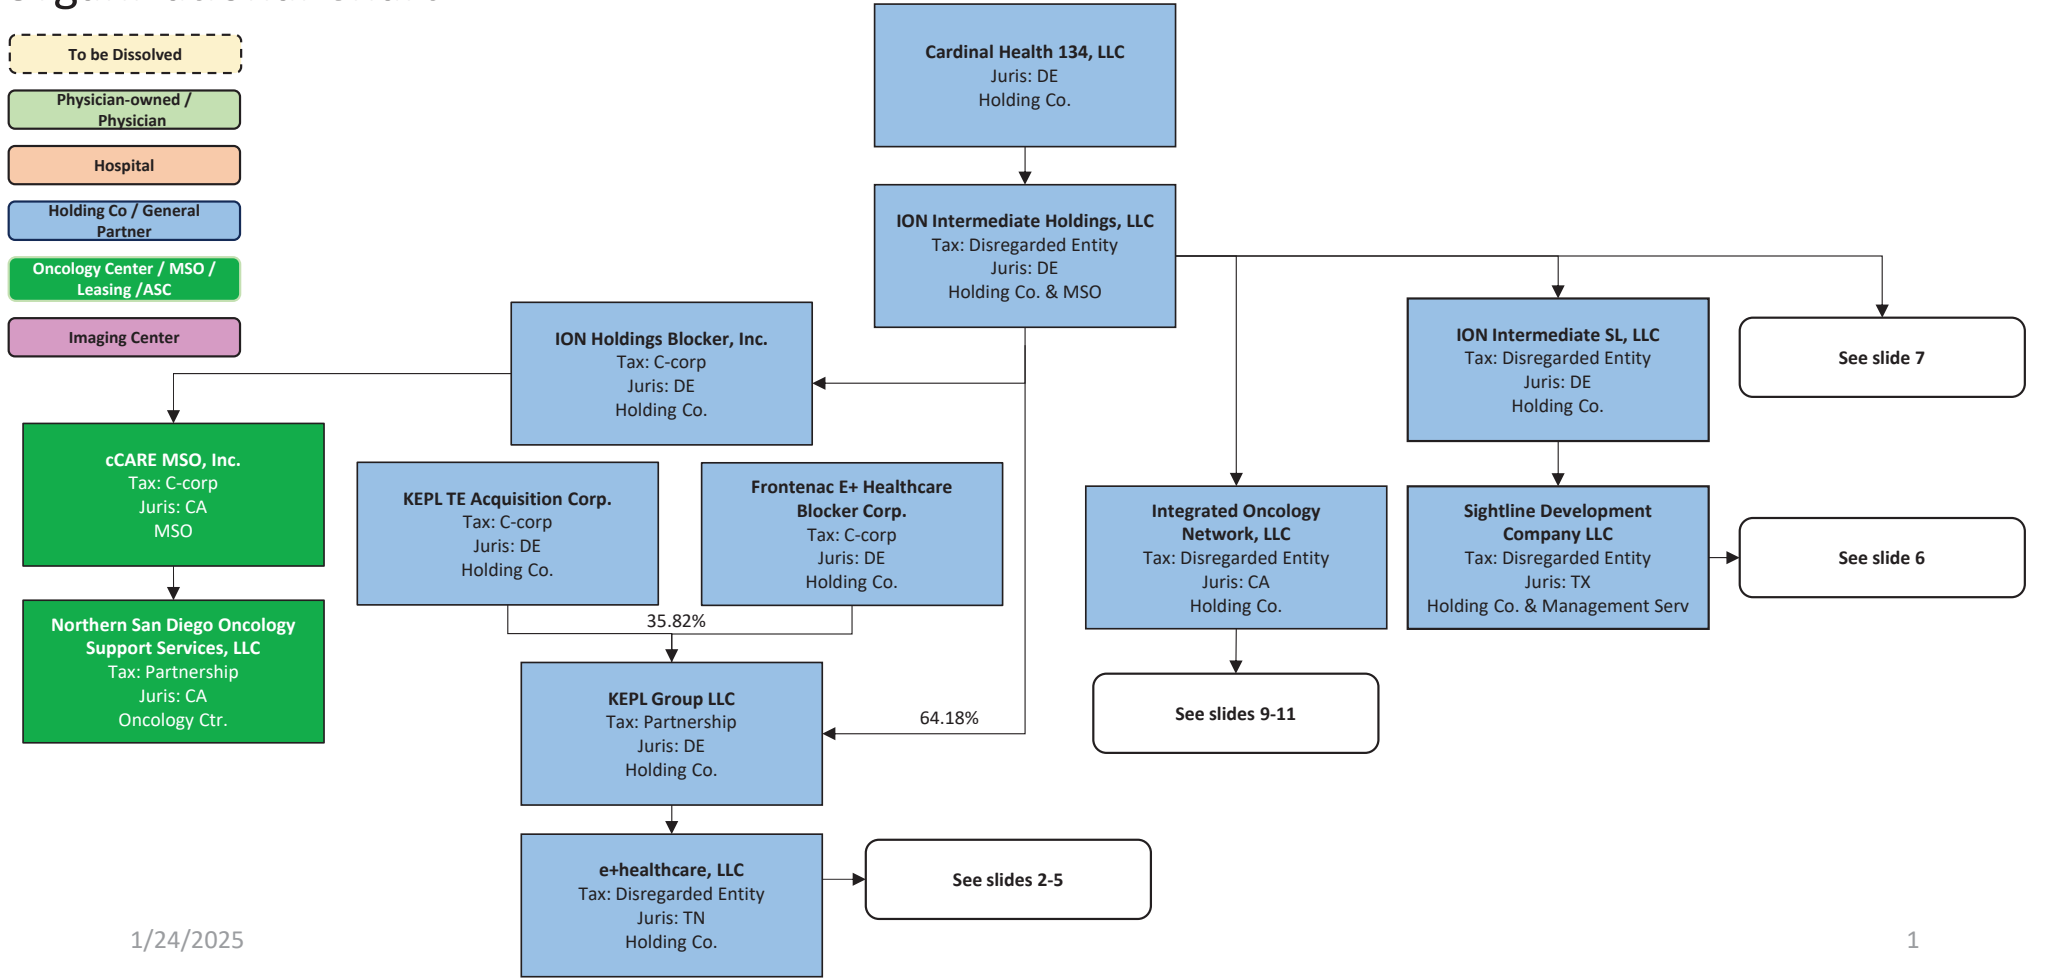 To be Dissolved
Physician-owned /
Physician
Hospital
Holding Co / General
Partner
Oncology Center / MSO /
Leasing /ASC
Imaging Center
Cardinal Health 134, LLC
Juris: DE
Holding Co.
ION Intermediate Holdings, LLC
Tax: Disregarded Entity
Juris: DE
Holding Co. & MSO
ION Holdings Blocker, Inc.
Tax: C-corp
Juris: DE
Holding Co.
ION Intermediate SL, LLC
Tax: Disregarded Entity
Juris: DE
Holding Co.
See slide 7
cCARE MSO, Inc.
Tax: C-corp
Juris: CA
MSO
KEPL TE Acquisition Corp.
Tax: C-corp
Juris: DE
Holding Co.
Frontenac E+ Healthcare
Blocker Corp.
Tax: C-corp
Juris: DE
Holding Co.
Integrated Oncology
Network, LLC
Tax: Disregarded Entity
Juris: CA
Holding Co.
Sightline Development
Company LLC
Tax: Disregarded Entity
Juris: TX
Holding Co. & Management Serv
See slide 6
Northern San Diego Oncology
Support Services, LLC
Tax: Partnership
Juris: CA
Oncology Ctr.
35.82%
KEPL Group LLC
Tax: Partnership
Juris: DE
Holding Co.
64.18%
See slides 9-11
e+healthcare, LLC
Tax: Disregarded Entity
Juris: TN
Holding Co.
See slides 2-5
1/24/2025
1